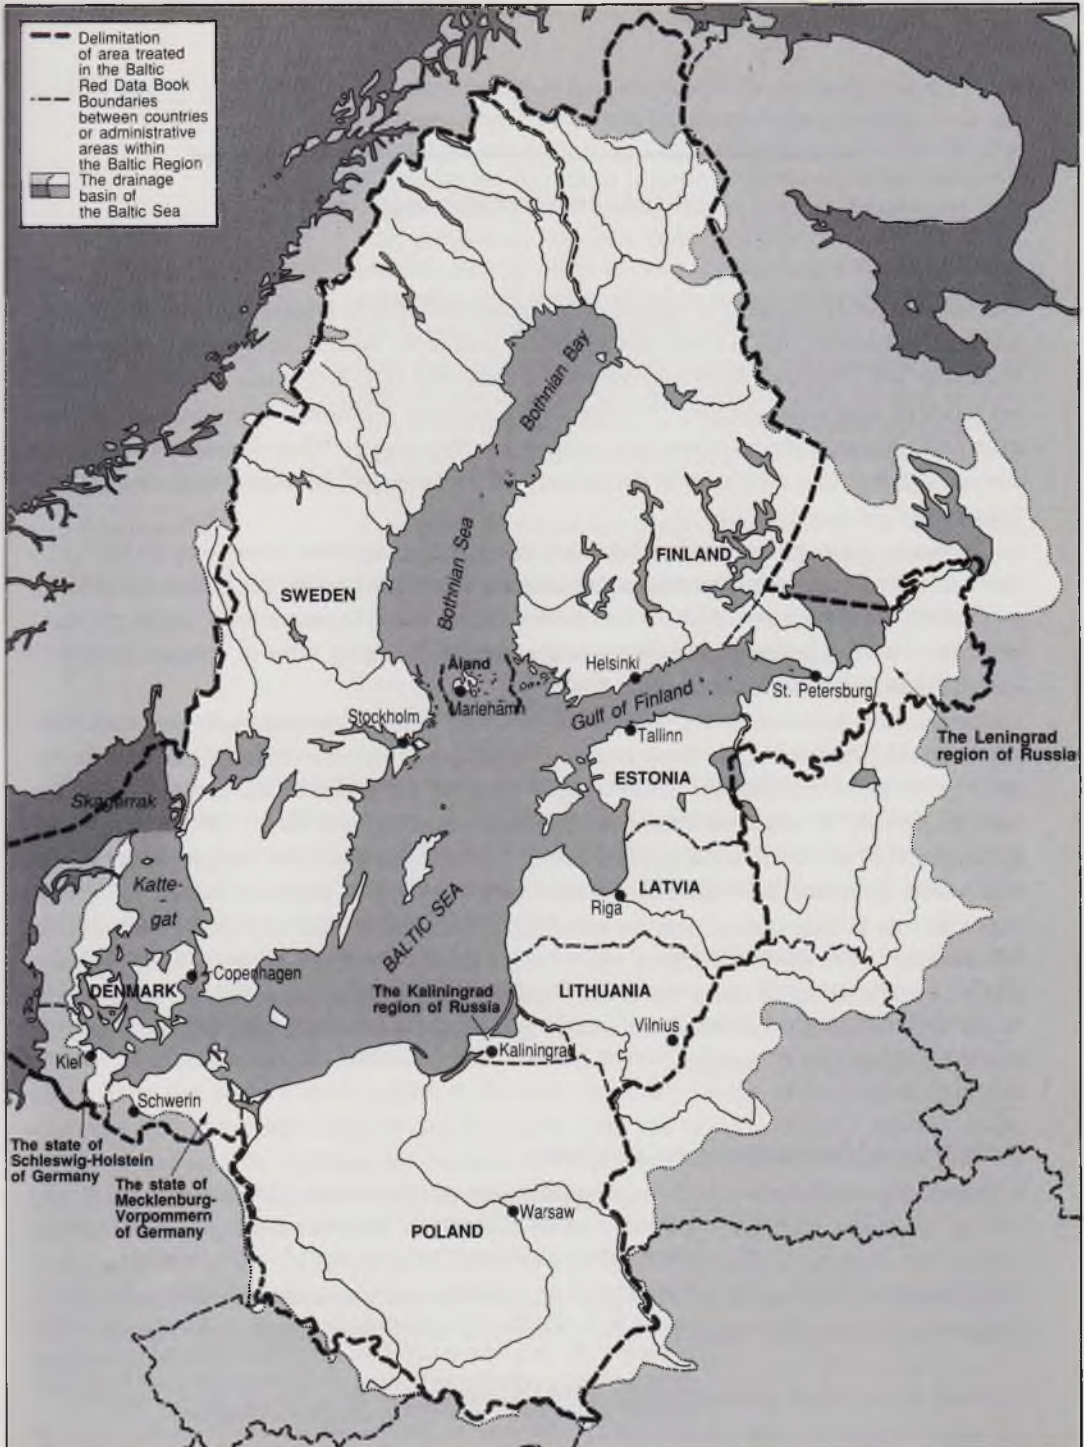 Delimitation
of area treated
in the Baltic
Red Data Book
Boundaries
between countries
or administrative
areas within
the Baltic Region
The drainage
basin of
the Baltic Sea
Bothnian Bay
Bothnian Sea
FINLAND
SWEDEN
Åland
Mariehamn
Helsinki
Gulf of Finland
St. Petersburg
Stockholm
Tallinn
The Leningrad
region of Russia
ESTONIA
Skagerrak
Katte-
gat
LATVIA
Riga
BALTIC SEA
Copenhagen
DENMARK
The Kaliningrad
region of Russia
LITHUANIA
Vilnius
Kaliningrad
Kiel
Schwerin
The state of
Schleswig-Holstein
of Germany
The state of
Mecklenburg-
Vorpommern
of Germany
POLAND
Warsaw